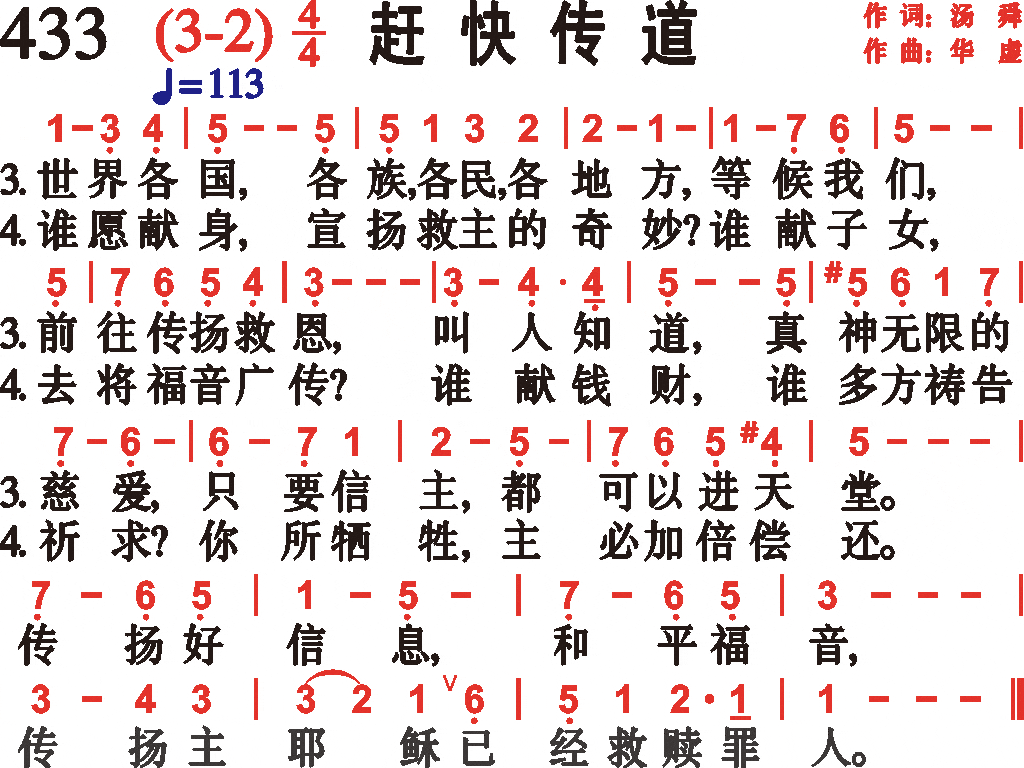 433 (3-2) 4/4 赶快传道 作词：汤 舜
♩=113 作曲：华 虚
1 - 3 4 | 5 - - 5 | 5 1 3 2 | 2 - 1 - | 1 - 7 6 | 5 - - |
3.世界各国, 各族,各民,各地方,等候我们,
4.谁愿献身, 宣扬救主的奇妙?谁献子女,
5 | 7 6 5 4 | 3 - - - | 3 - 4 · 4 | 5 - - 5 | #5 6 1 7 |
3.前往传扬救恩, 叫人知道, 真神无限的
4.去将福音广传? 谁献钱财, 谁多方祷告
7 - 6 - | 6 - 7 1 | 2 - 5 - | 7 6 5 #4 | 5 - - - |
3.慈爱, 只要信主, 都可以进天堂。
4.祈求? 你所牺牲, 主必加倍偿还。
7 - 6 5 | 1 - 5 - | 7 - 6 5 | 3 - - - |
传扬好信息, 和平福音,
3 - 4 3 | 3 2 1 ∨ 6 | 5 1 2 · 1 | 1 - - - ‖
传扬主耶稣已经救赎罪人。